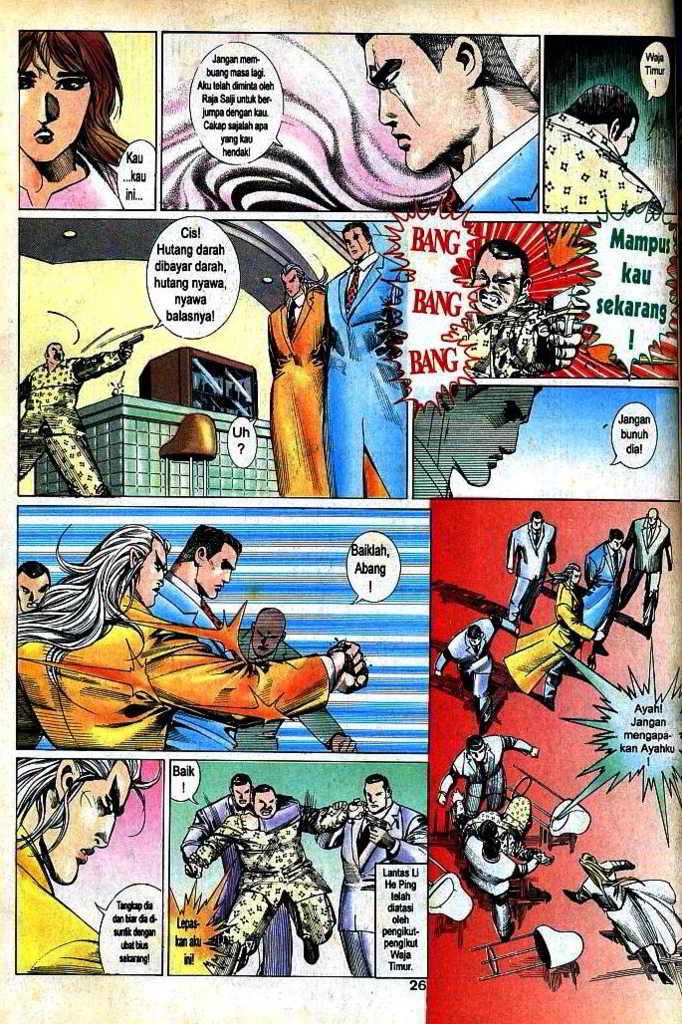 Kau
...kau
ini...
Jangan mem-
buang masa lagi.
Aku telah diminta oleh
Raja Salji untuk ber-
jumpa dengan kau.
Cakap sajalah apa
yang kau
hendak!
Waja
Timur
!
Cis!
Hutang darah
dibayar darah,
hutang nyawa,
nyawa
balasnya!
Uh
?
BANG
BANG
BANG
Mampus
kau
sekarang
!
Jangan
bunuh
dia!
Baiklah,
Abang
!
Ayah!
Jangan
mengapa-
kan Ayahku
!
Tangkap dia
dan biar dia di-
suntik dengan
ubat bius
sekarang!
Baik
!
Lepas-
kan aku
!
Lantas Li
He Ping
telah
diatasi
oleh
pengikut-
pengikut
Waja
Timur.
26